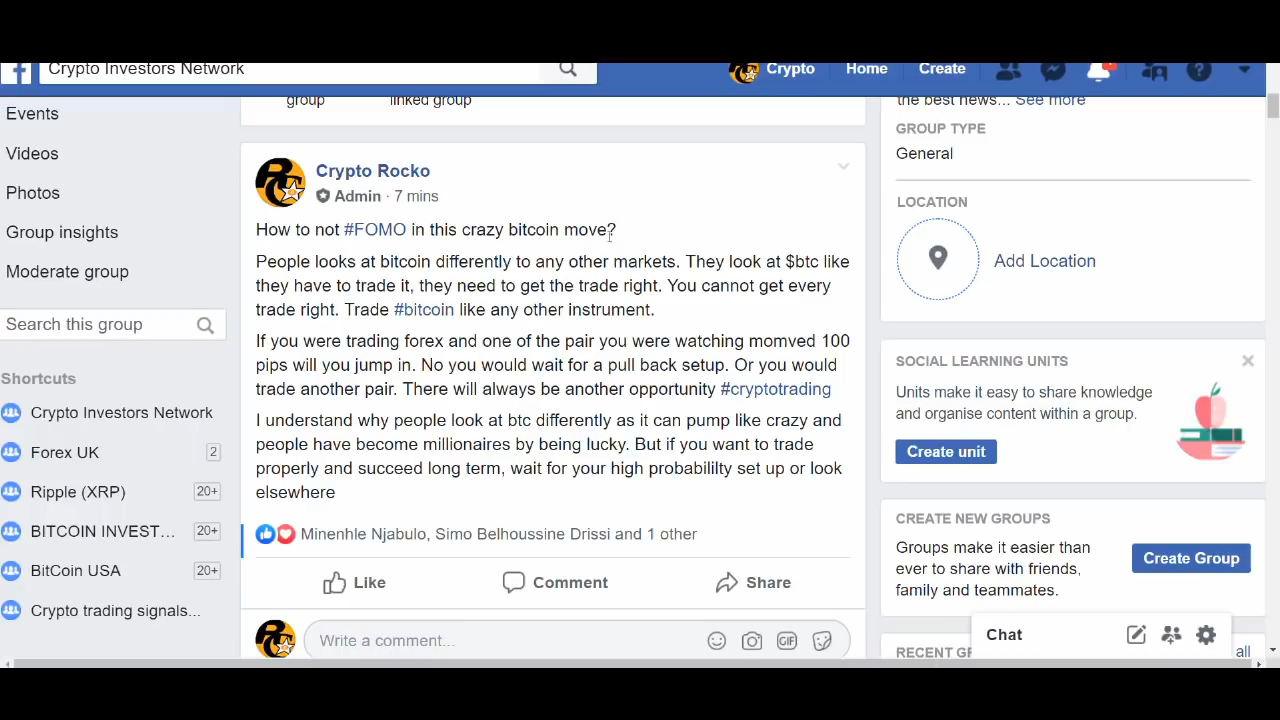 Crypto Investors Network
Crypto
Home
Create
Events
Videos
Photos
Group insights
Moderate group
Search this group
Shortcuts
Crypto Investors Network
Forex UK
2
Ripple (XRP)
20+
BITCOIN INVEST...
20+
BitCoin USA
20+
Crypto trading signals...
group
linked group
Crypto Rocko
Admin · 7 mins
How to not #FOMO in this crazy bitcoin move?
People looks at bitcoin differently to any other markets. They look at $btc like
they have to trade it, they need to get the trade right. You cannot get every
trade right. Trade #bitcoin like any other instrument.
If you were trading forex and one of the pair you were watching momved 100
pips will you jump in. No you would wait for a pull back setup. Or you would
trade another pair. There will always be another opportunity #cryptotrading
I understand why people look at btc differently as it can pump like crazy and
people have become millionaires by being lucky. But if you want to trade
properly and succeed long term, wait for your high probabililty set up or look
elsewhere
Minenhle Njabulo, Simo Belhoussine Drissi and 1 other
Like
Comment
Share
Write a comment...
GIF
the best news... See more
GROUP TYPE
General
LOCATION
Add Location
SOCIAL LEARNING UNITS
Units make it easy to share knowledge
and organise content within a group.
Create unit
CREATE NEW GROUPS
Groups make it easier than
ever to share with friends,
family and teammates.
Create Group
Chat
RECENT GR
all